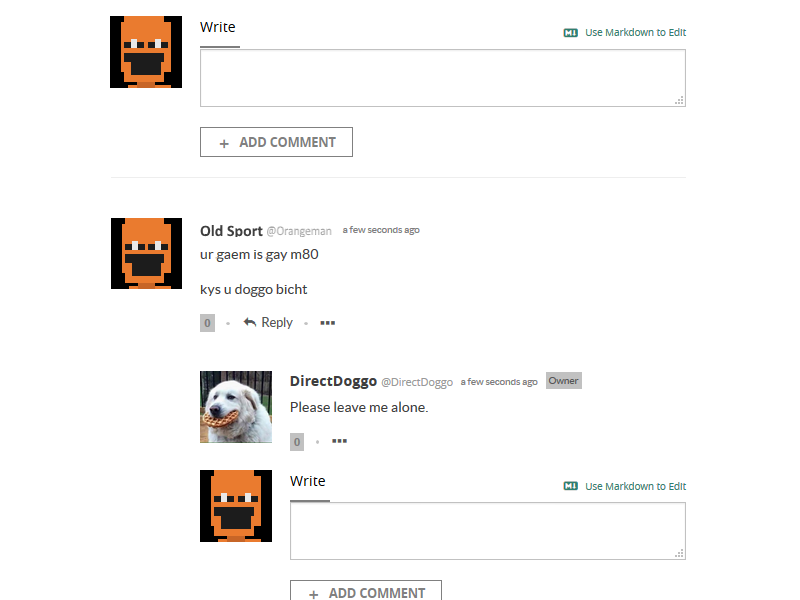 Write
Use Markdown to Edit
+ ADD COMMENT
Old Sport @Orangeman a few seconds ago
ur gaem is gay m80
kys u doggo bicht
0 • Reply • •••
DirectDoggo @DirectDoggo a few seconds ago Owner
Please leave me alone.
0 • •••
Write
Use Markdown to Edit
+ ADD COMMENT